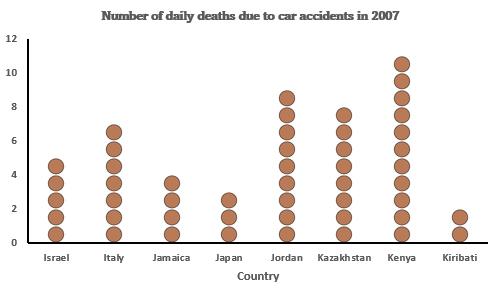 Number of daily deaths due to car accidents in 2007
12
10
8
6
4
2
0
Israel Italy Jamaica Japan Jordan Kazakhstan Kenya Kiribati
Country